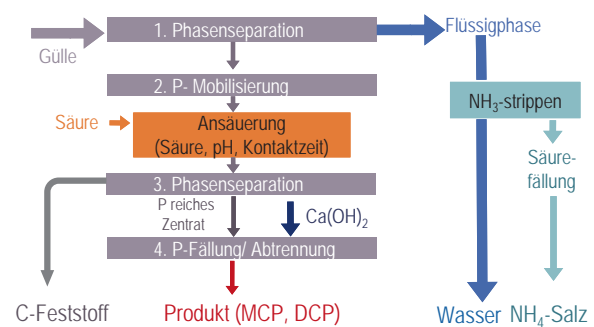 1. Phasenseparation
Flüssigphase
Gülle
2. P- Mobilisierung
NH₃-strippen
Säure
Ansäuerung
(Säure, pH, Kontaktzeit)
Säure-
fällung
3. Phasenseparation
P reiches
Zentrat
Ca(OH)₂
4. P-Fällung/ Abtrennung
C-Feststoff
Produkt (MCP, DCP)
Wasser
NH₄-Salz